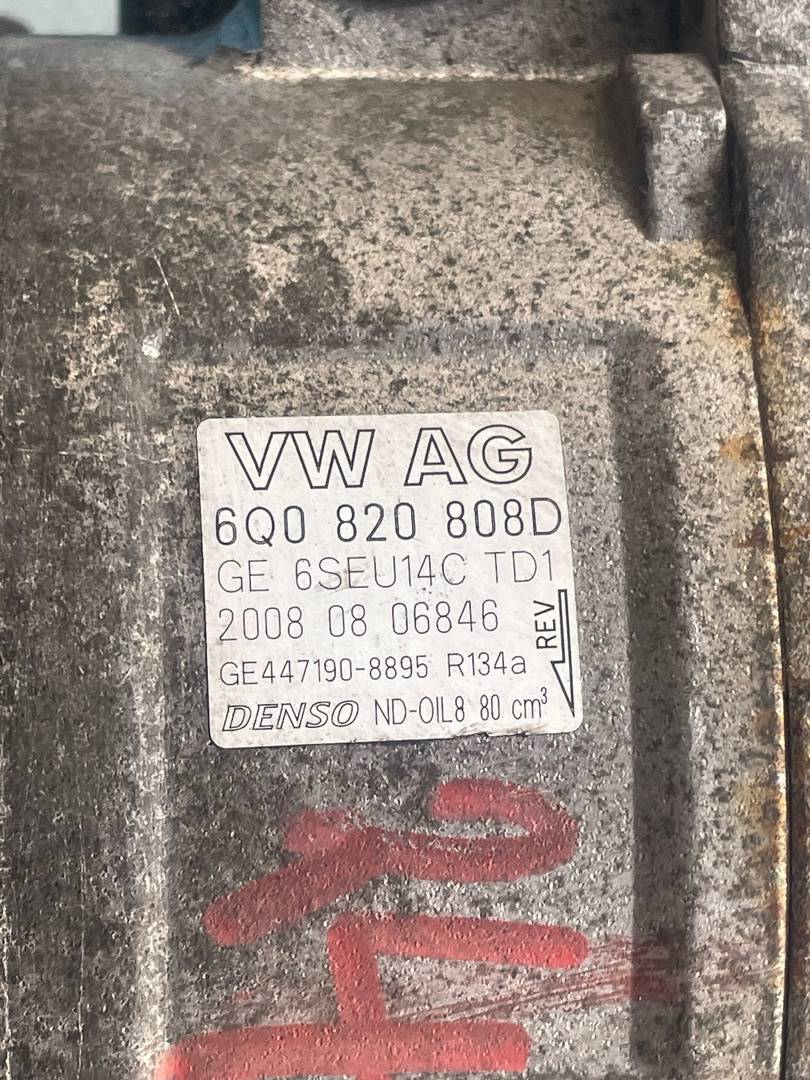 VW AG
6Q0 820 808D
GE 6SEU14C TD1
2008 08 06846
REV
GE447190-8895 R134a
DENSO ND-OIL8 80 cm³